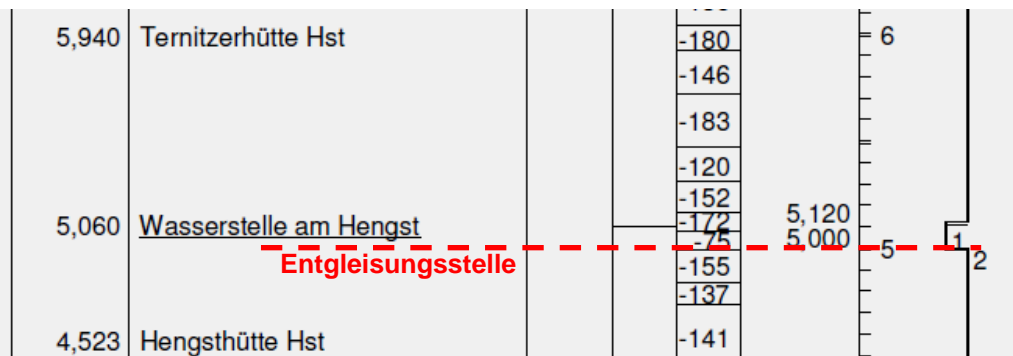 5,940 Ternitzerhütte Hst -180 6
-146
-183
-120
-152
5,060 Wasserstelle am Hengst -172 5,120
-75 5,000 5 1
Entgleisungsstelle -155 2
-137
4,523 Hengsthütte Hst -141